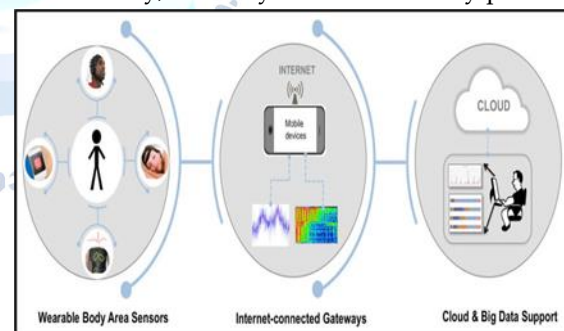 INTERNET
Mobile
devices
CLOUD
Wearable Body Area Sensors
Internet-connected Gateways
Cloud & Big Data Support